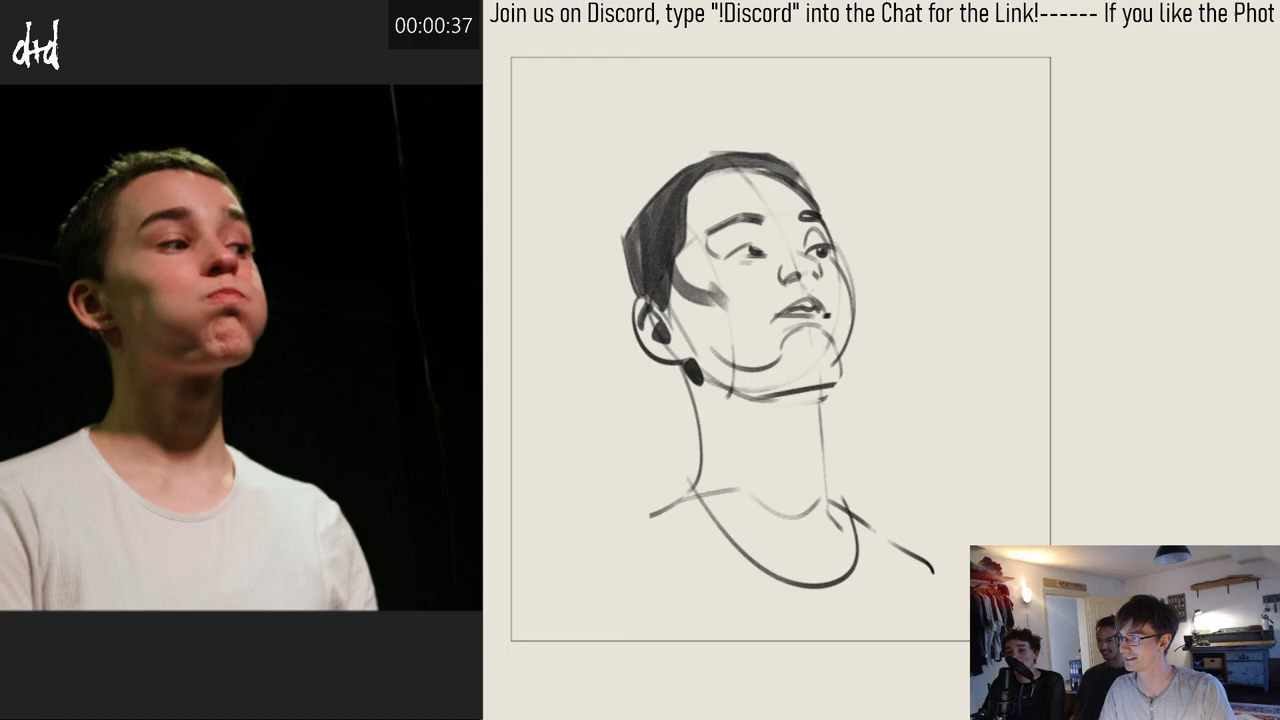 d+d
00:00:37
Join us on Discord, type "!Discord" into the Chat for the Link!------ If you like the Phot